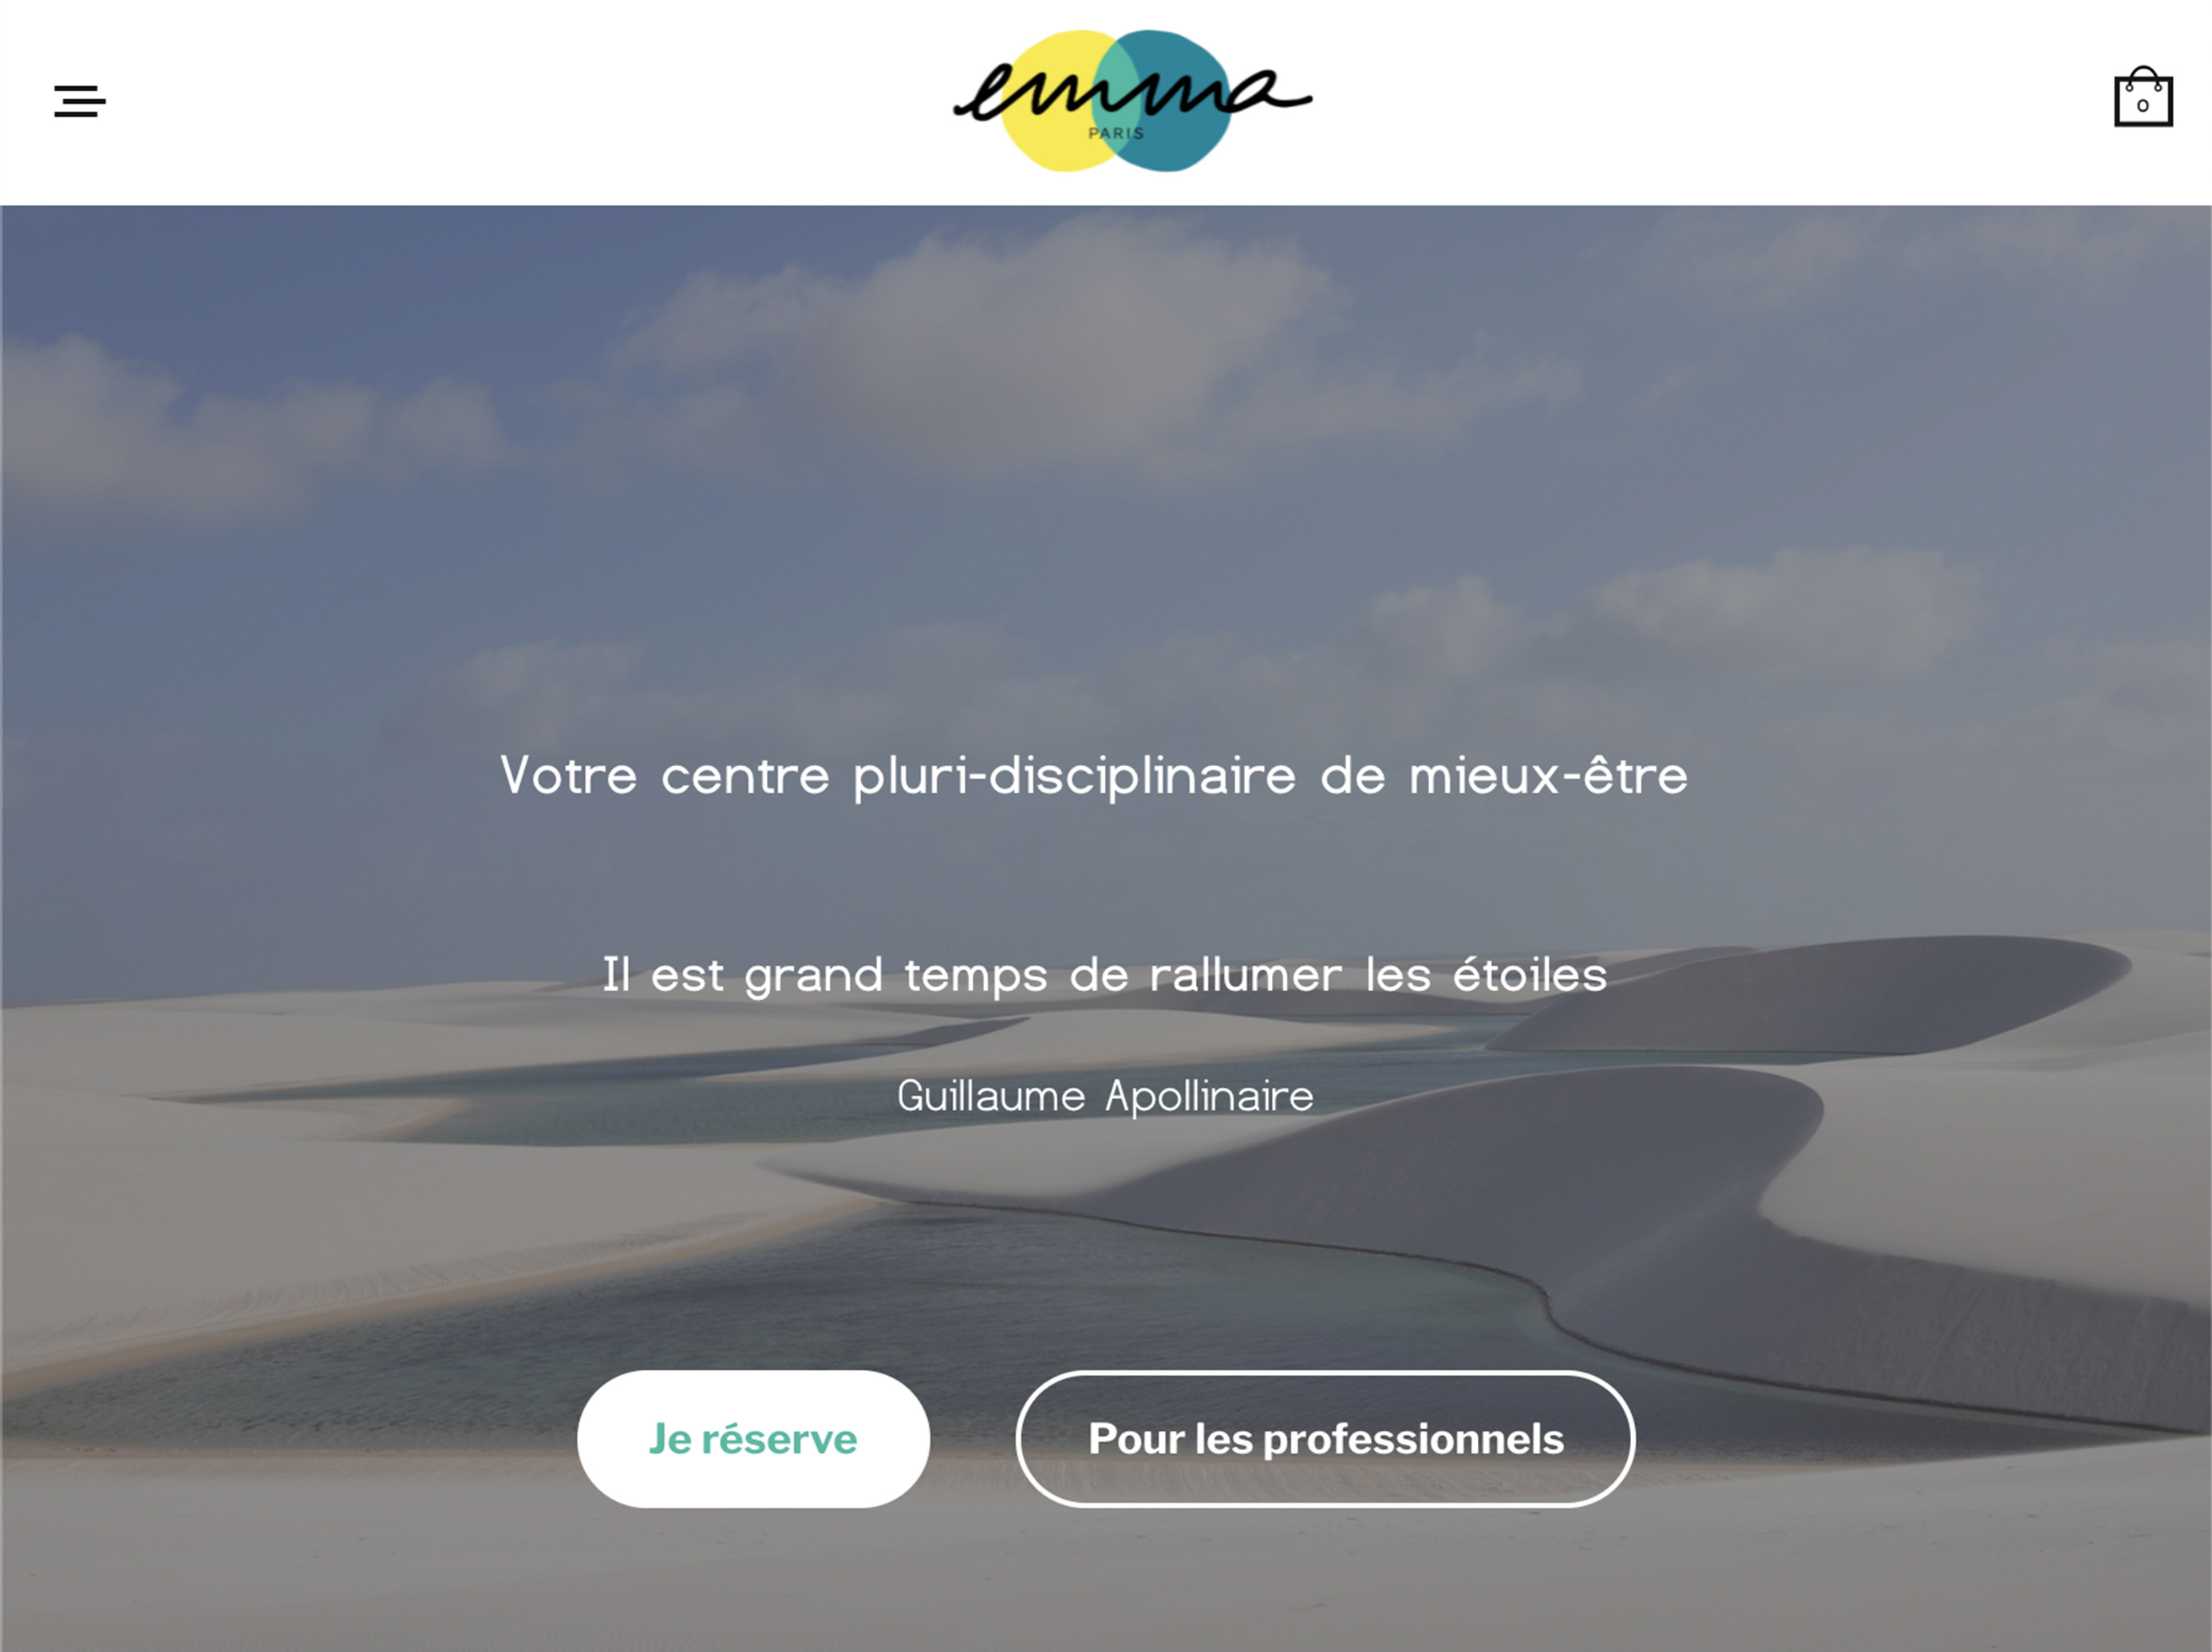 emma
PARIS
0
Votre centre pluri-disciplinaire de mieux-être
Il est grand temps de rallumer les étoiles
Guillaume Apollinaire
Je réserve
Pour les professionnels